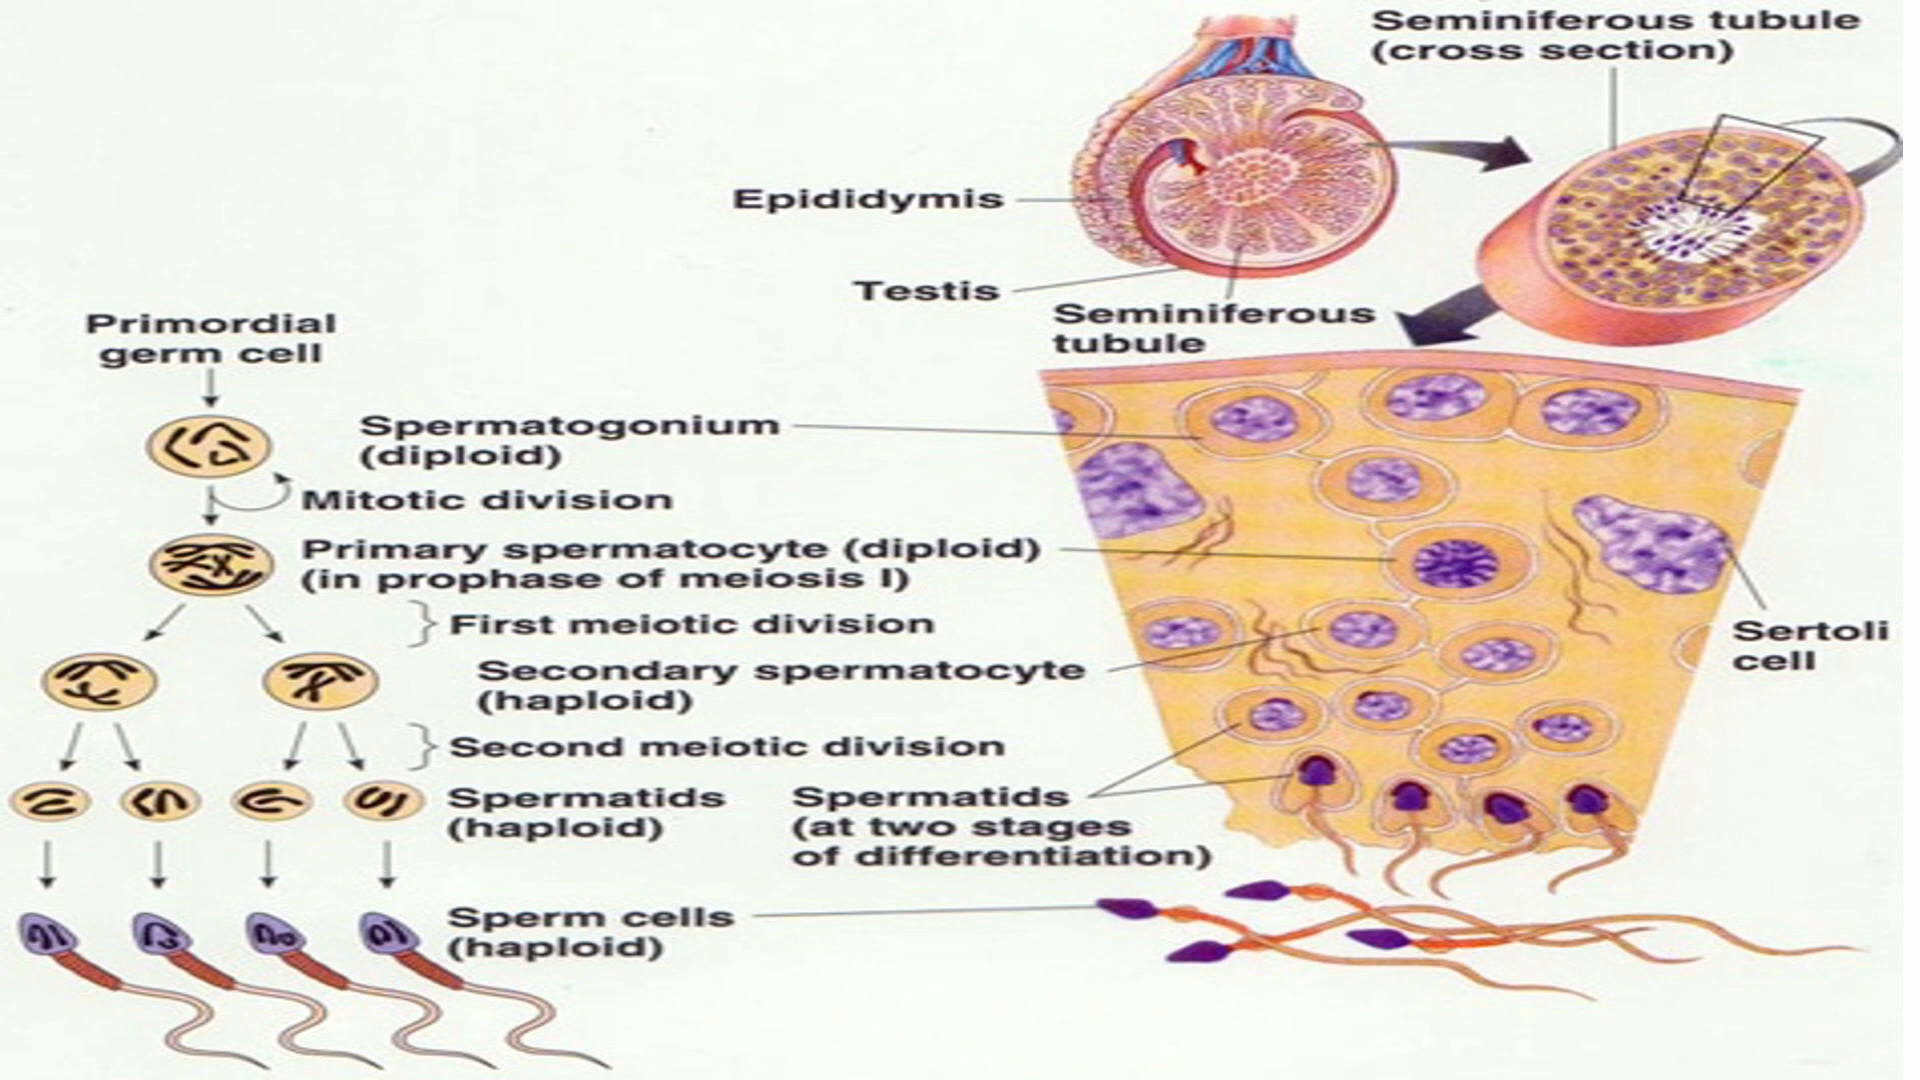 Seminiferous tubule
(cross section)
Epididymis
Testis
Seminiferous
tubule
Primordial
germ cell
Spermatogonium
(diploid)
Mitotic division
Primary spermatocyte (diploid)
(in prophase of meiosis I)
First meiotic division
Secondary spermatocyte
(haploid)
Sertoli
cell
Second meiotic division
Spermatids
(haploid)
Spermatids
(at two stages
of differentiation)
Sperm cells
(haploid)